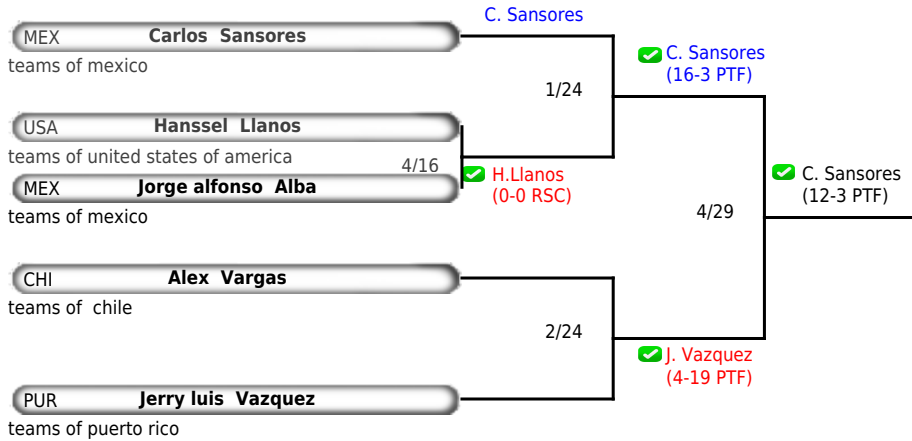 C. Sansores
MEX Carlos Sansores
teams of mexico
C. Sansores
(16-3 PTF)
1/24
USA Hanssel Llanos
teams of united states of america
4/16
MEX Jorge alfonso Alba
teams of mexico
H.Llanos
(0-0 RSC)
C. Sansores
(12-3 PTF)
4/29
CHI Alex Vargas
teams of chile
2/24
J. Vazquez
(4-19 PTF)
PUR Jerry luis Vazquez
teams of puerto rico